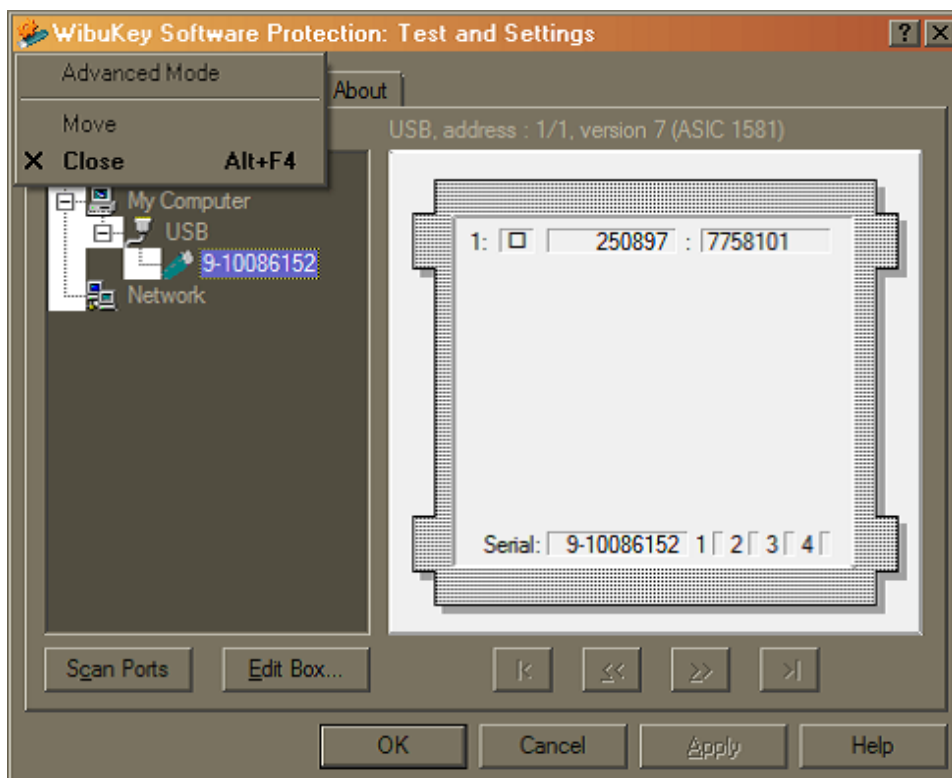 WibuKey Software Protection: Test and Settings
Advanced Mode
About
Move
USB, address : 1/1, version 7 (ASIC 1581)
Close Alt+F4
My Computer
USB
9-10086152
Network
1: 250897 : 7758101
Serial: 9-10086152 1 2 3 4
Scan Ports Edit Box...
OK Cancel Apply Help